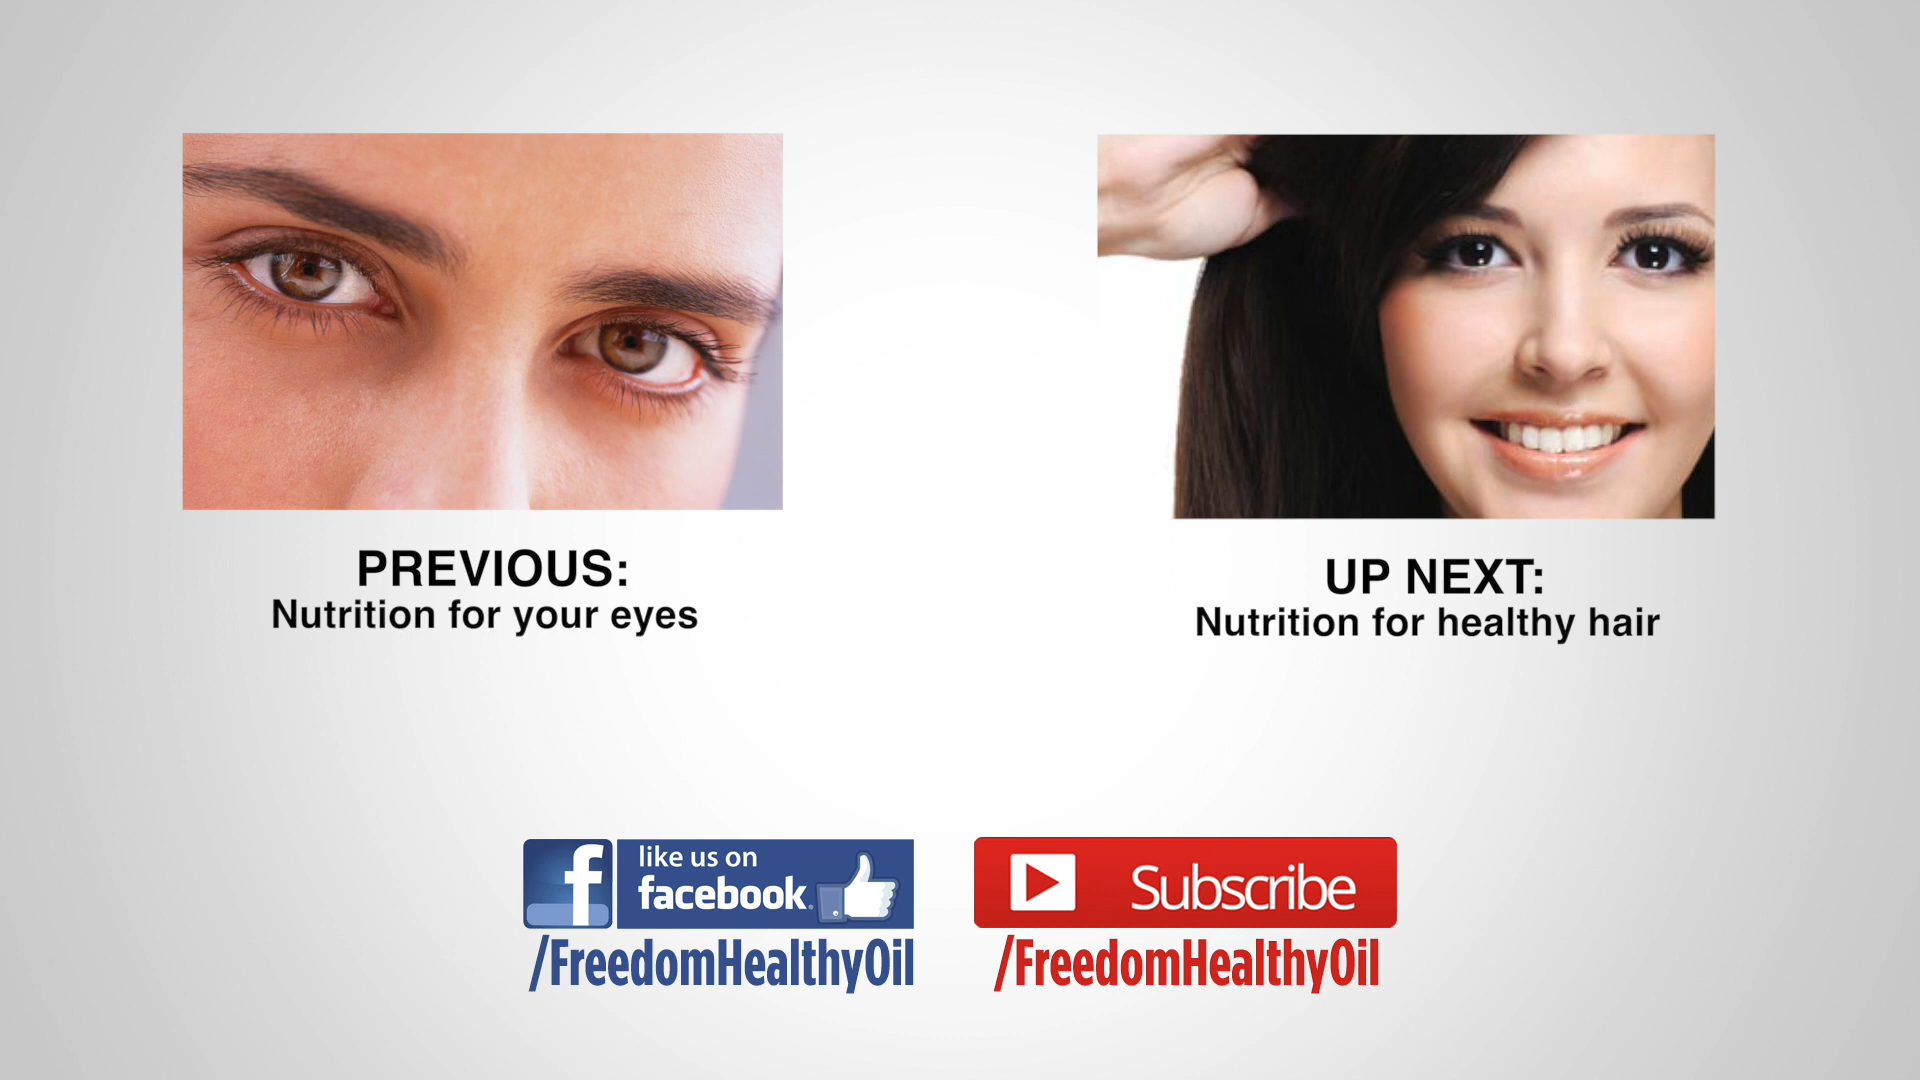 PREVIOUS:
Nutrition for your eyes
UP NEXT:
Nutrition for healthy hair
f
like us on
facebook.
/FreedomHealthyOil
Subscribe
/FreedomHealthyOil